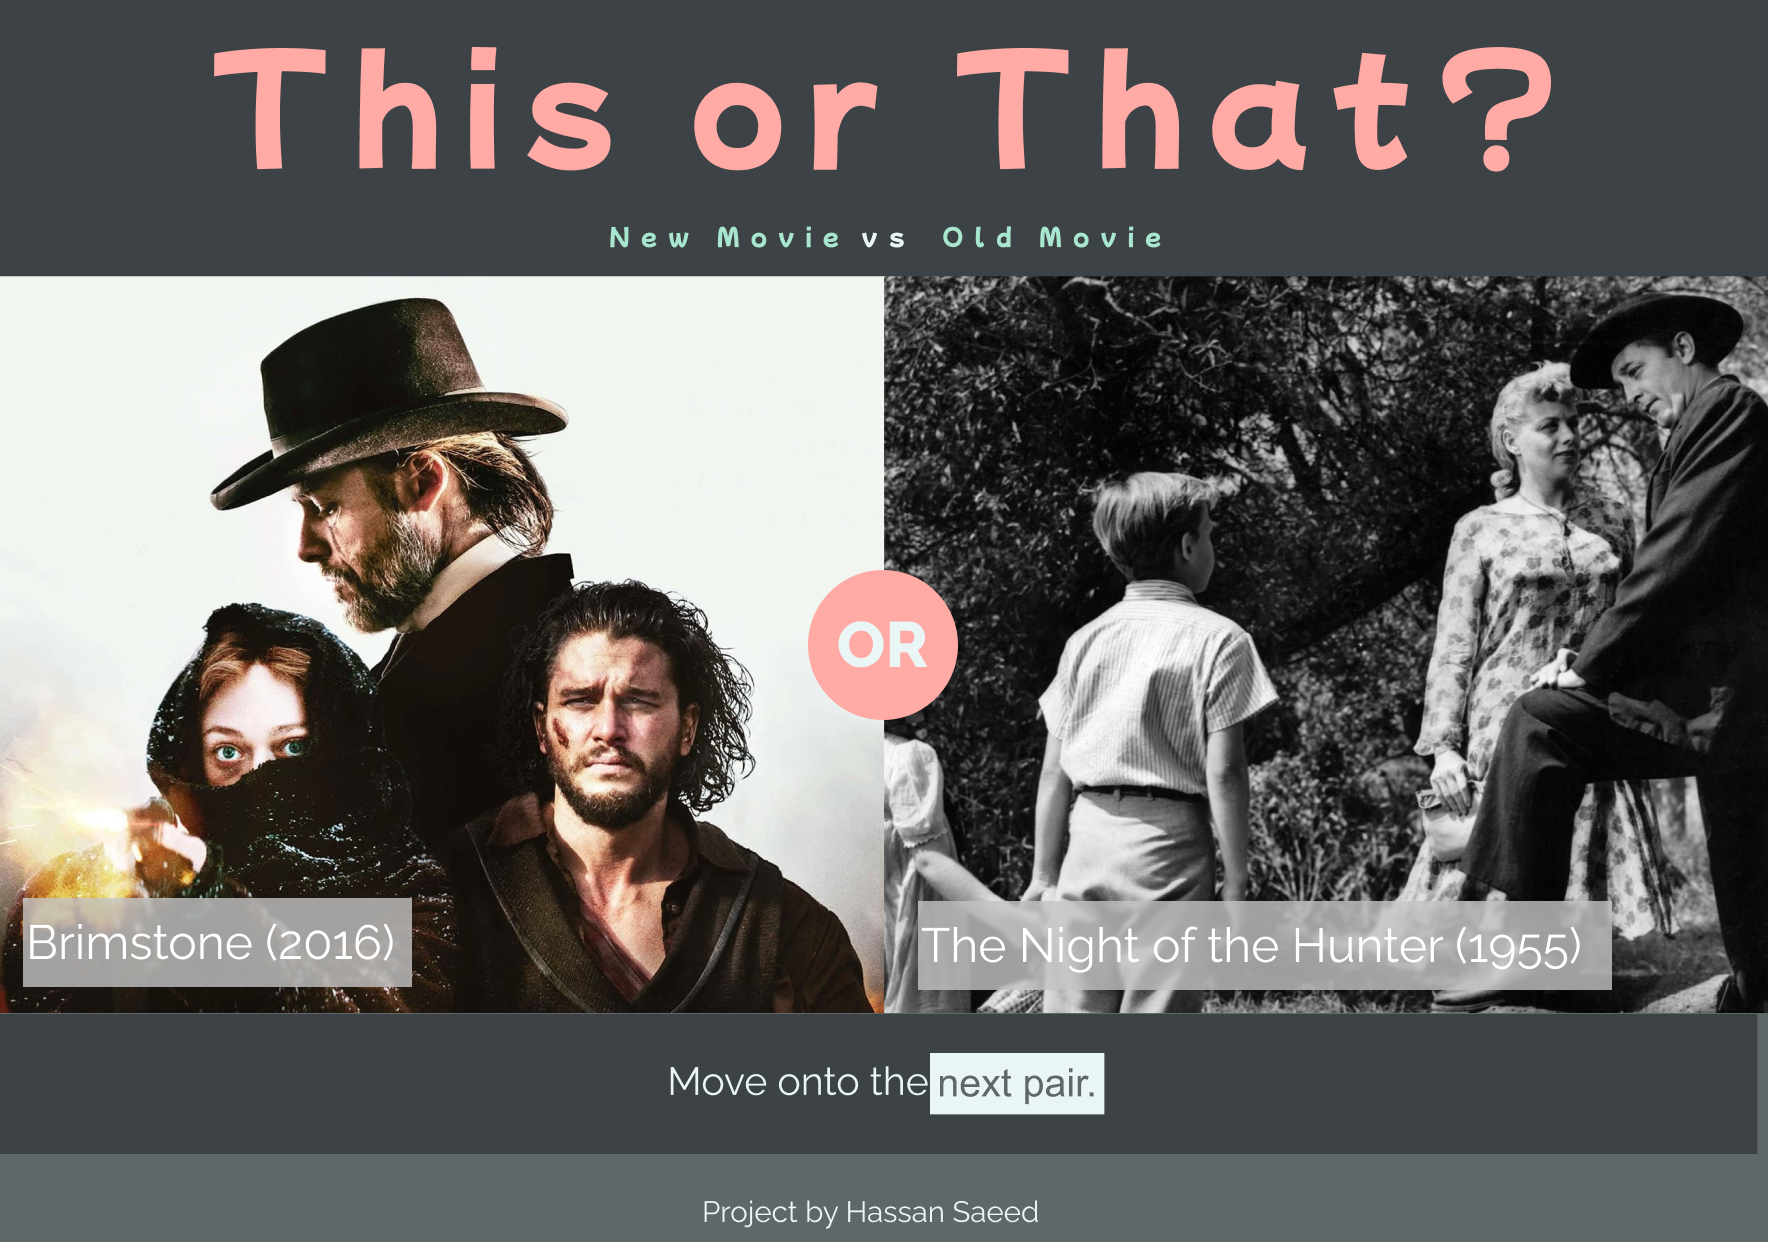 This or That?
New Movie vs Old Movie
OR
Brimstone (2016)
The Night of the Hunter (1955)
Move onto the next pair.
Project by Hassan Saeed